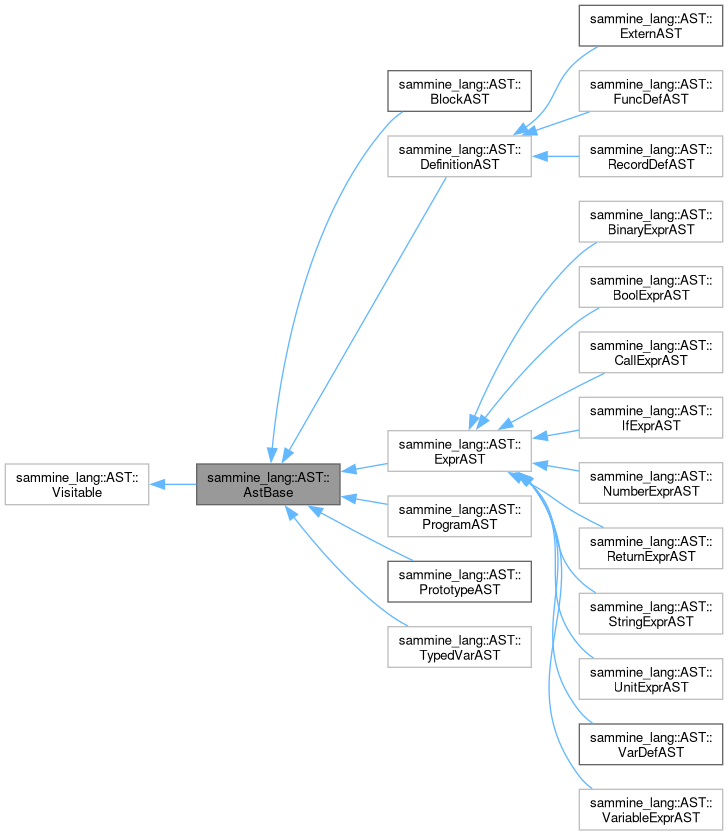 sammine_lang::AST::
Visitable
sammine_lang::AST::
AstBase
sammine_lang::AST::
BlockAST
sammine_lang::AST::
DefinitionAST
sammine_lang::AST::
ExprAST
sammine_lang::AST::
ProgramAST
sammine_lang::AST::
PrototypeAST
sammine_lang::AST::
TypedVarAST
sammine_lang::AST::
ExternAST
sammine_lang::AST::
FuncDefAST
sammine_lang::AST::
RecordDefAST
sammine_lang::AST::
BinaryExprAST
sammine_lang::AST::
BoolExprAST
sammine_lang::AST::
CallExprAST
sammine_lang::AST::
IfExprAST
sammine_lang::AST::
NumberExprAST
sammine_lang::AST::
ReturnExprAST
sammine_lang::AST::
StringExprAST
sammine_lang::AST::
UnitExprAST
sammine_lang::AST::
VarDefAST
sammine_lang::AST::
VariableExprAST